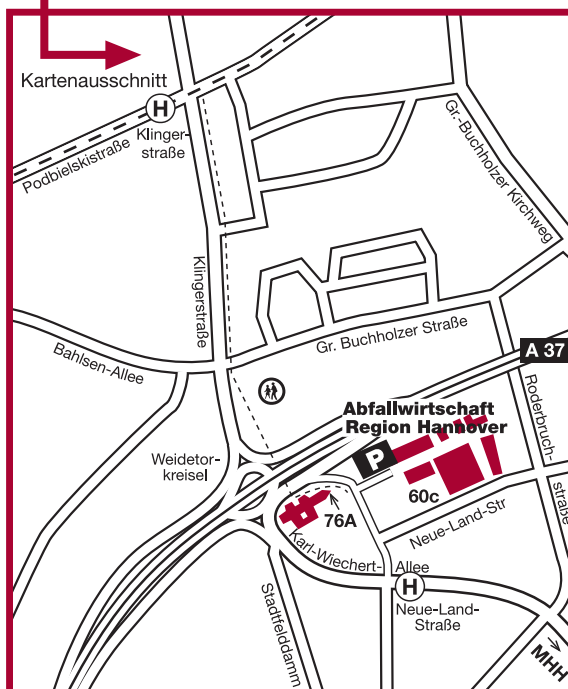 Kartenausschnitt
H
Klinger-
straße
Podbielskistraße
Gr.-Buchholzer Kirchweg
Klingerstraße
Gr. Buchholzer Straße
Bahlsen-Allee
A 37
Roderbruch-
straße
Abfallwirtschaft
Region Hannover
P
Weidetor-
kreisel
60c
76A
Neue-Land-Str
Karl-Wiechert-
Allee
H
Neue-Land-
Straße
Stadtfelddamm
MHH